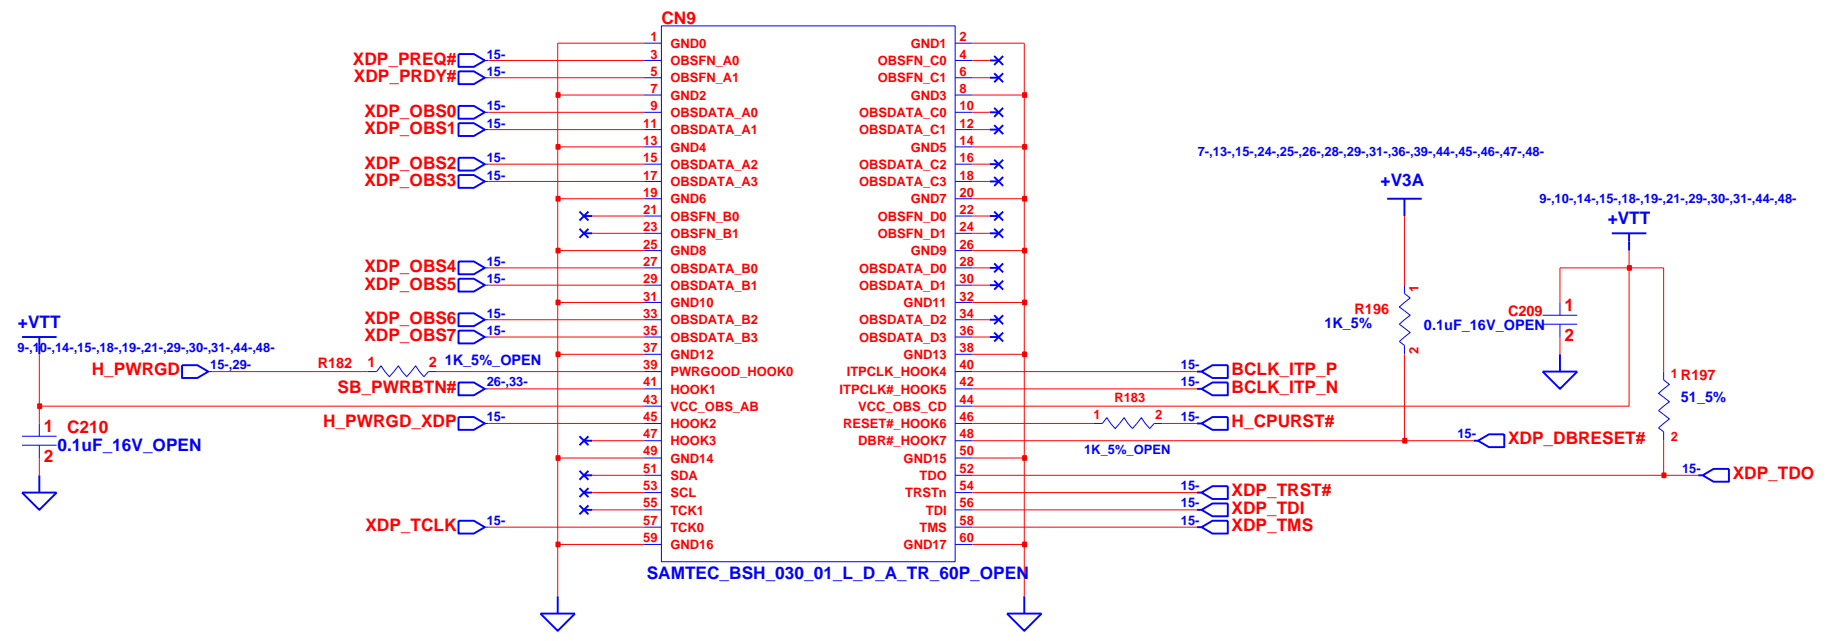 CN9
1 GND0 GND1 2
XDP_PREQ# 15- 3 OBSFN_A0 OBSFN_C0 4
XDP_PRDY# 15- 5 OBSFN_A1 OBSFN_C1 6
7 GND2 GND3 8
XDP_OBS0 15- 9 OBSDATA_A0 OBSDATA_C0 10
XDP_OBS1 15- 11 OBSDATA_A1 OBSDATA_C1 12
13 GND4 GND5 14
XDP_OBS2 15- 15 OBSDATA_A2 OBSDATA_C2 16
XDP_OBS3 15- 17 OBSDATA_A3 OBSDATA_C3 18
19 GND6 GND7 20
21 OBSFN_B0 OBSFN_D0 22
23 OBSFN_B1 OBSFN_D1 24
25 GND8 GND9 26
XDP_OBS4 15- 27 OBSDATA_B0 OBSDATA_D0 28
XDP_OBS5 15- 29 OBSDATA_B1 OBSDATA_D1 30
31 GND10 GND11 32
XDP_OBS6 15- 33 OBSDATA_B2 OBSDATA_D2 34
XDP_OBS7 15- 35 OBSDATA_B3 OBSDATA_D3 36
37 GND12 GND13 38
H_PWRGD 15-,29- R182 1 2 1K_5%_OPEN 39 PWRGOOD_HOOK0 ITPCLK_HOOK4 40 15- BCLK_ITP_P
SB_PWRBTN# 26-,33- 41 HOOK1 ITPCLK#_HOOK5 42 15- BCLK_ITP_N
43 VCC_OBS_AB VCC_OBS_CD 44
H_PWRGD_XDP 15- 45 HOOK2 RESET#_HOOK6 46 R183 1 2 1K_5%_OPEN 15- H_CPURST#
47 HOOK3 DBR#_HOOK7 48 15- XDP_DBRESET#
49 GND14 GND15 50
51 SDA TDO 52 15- XDP_TDO
53 SCL TRSTn 54 15- XDP_TRST#
55 TCK1 TDI 56 15- XDP_TDI
XDP_TCLK 15- 57 TCK0 TMS 58 15- XDP_TMS
59 GND16 GND17 60
SAMTEC_BSH_030_01_L_D_A_TR_60P_OPEN
+VTT
9-,10-,14-,15-,18-,19-,21-,29-,30-,31-,44-,48-
1 C210
0.1uF_16V_OPEN
2
7-,13-,15-,24-,25-,26-,28-,29-,31-,36-,39-,44-,45-,46-,47-,48-
+V3A
1
R196
1K_5%
2
9-,10-,14-,15-,18-,19-,21-,29-,30-,31-,44-,48-
+VTT
C209 1
0.1uF_16V_OPEN
2
1 R197
51_5%
2